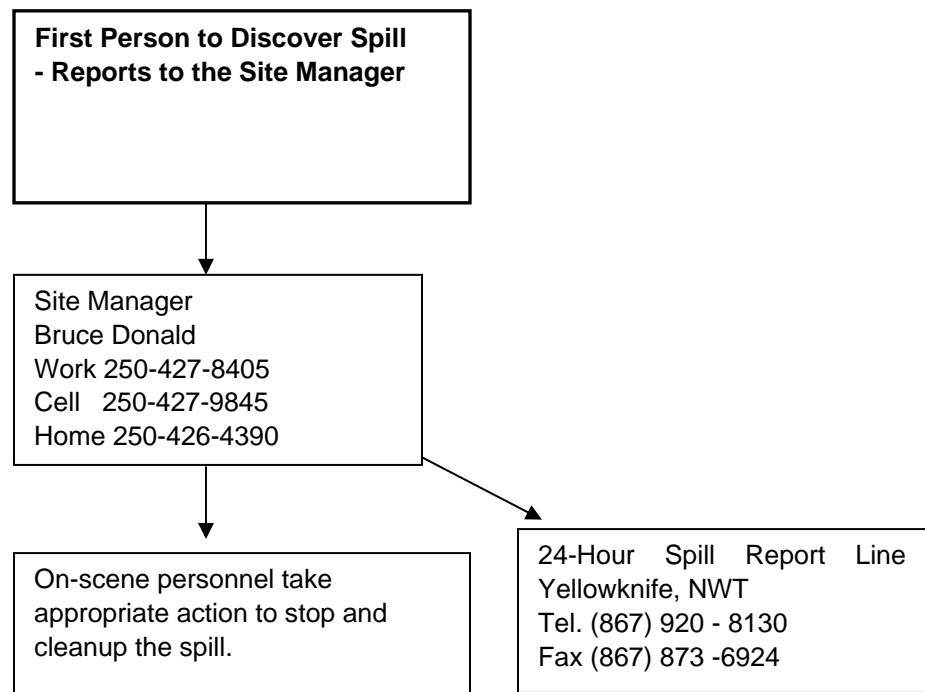 First Person to Discover Spill
- Reports to the Site Manager
Site Manager
Bruce Donald
Work 250-427-8405
Cell 250-427-9845
Home 250-426-4390
On-scene personnel take
appropriate action to stop and
cleanup the spill.
24-Hour Spill Report Line
Yellowknife, NWT
Tel. (867) 920 - 8130
Fax (867) 873 -6924